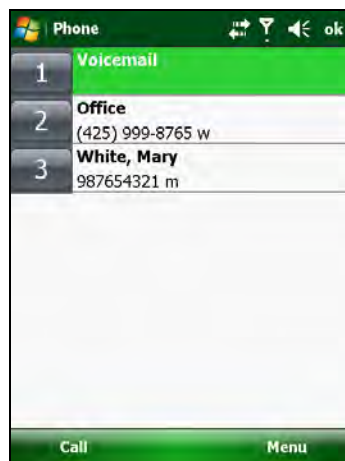 Phone ok
1 Voicemail
2 Office
(425) 999-8765 w
3 White, Mary
987654321 m
Call Menu